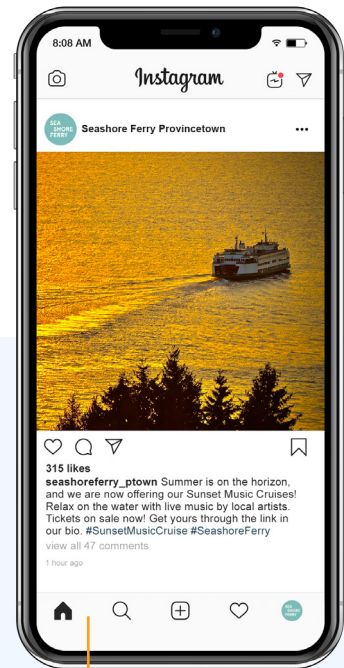 8:08 AM
Instagram
SEA
SHORE
FERRY
Seashore Ferry Provincetown
315 likes
seashoreferry_ptown Summer is on the horizon,
and we are now offering our Sunset Music Cruises!
Relax on the water with live music by local artists.
Tickets on sale now! Get yours through the link in
our bio. #SunsetMusicCruise #SeashoreFerry
view all 47 comments
1 hour ago
SEA
SHORE
FERRY